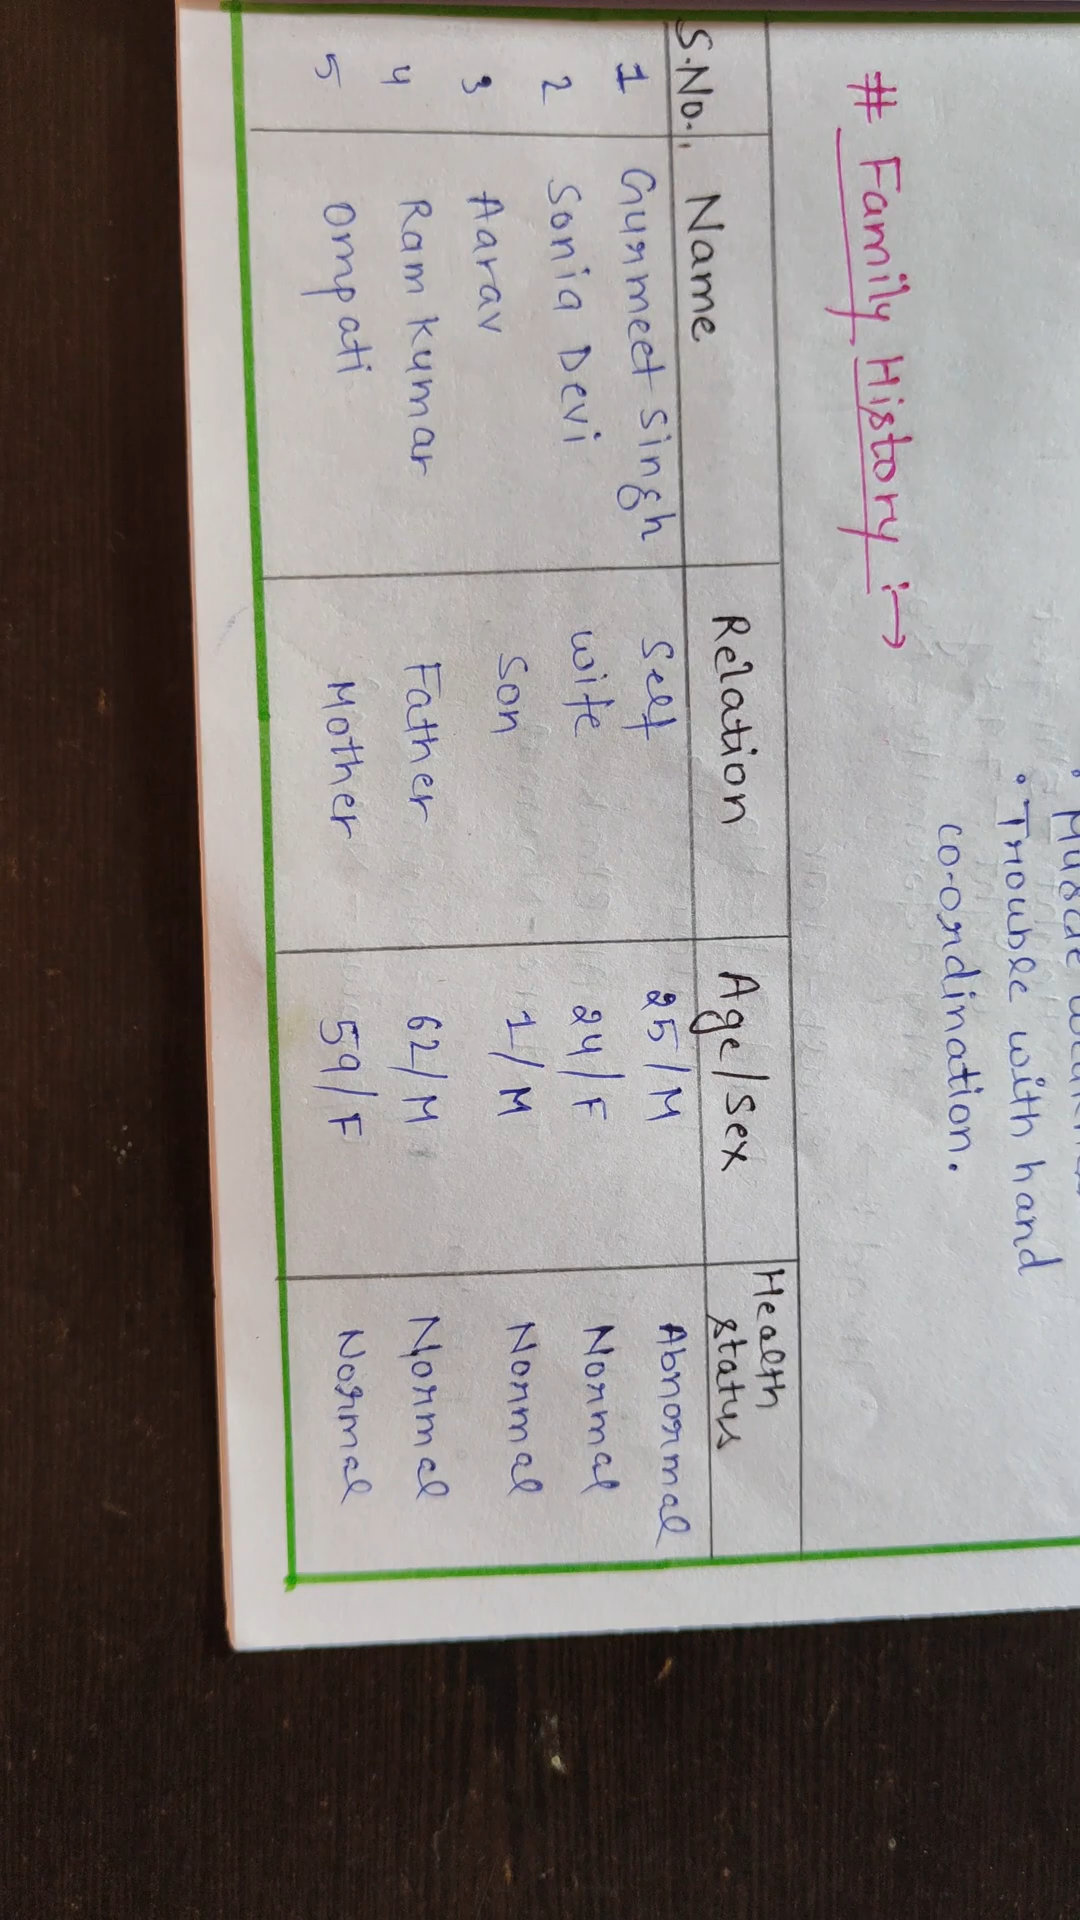 • Muscle
• Trouble with hand
co-ordination.
# Family History :→
S.No. Name Relation Age/Sex Health status
1 Gurmeet Singh Self 25/M Abnormal
2 Sonia Devi wife 24/F Normal
3 Aarav Son 1/M Normal
4 Ram Kumar Father 62/M Normal
5 Ompati Mother 59/F Normal